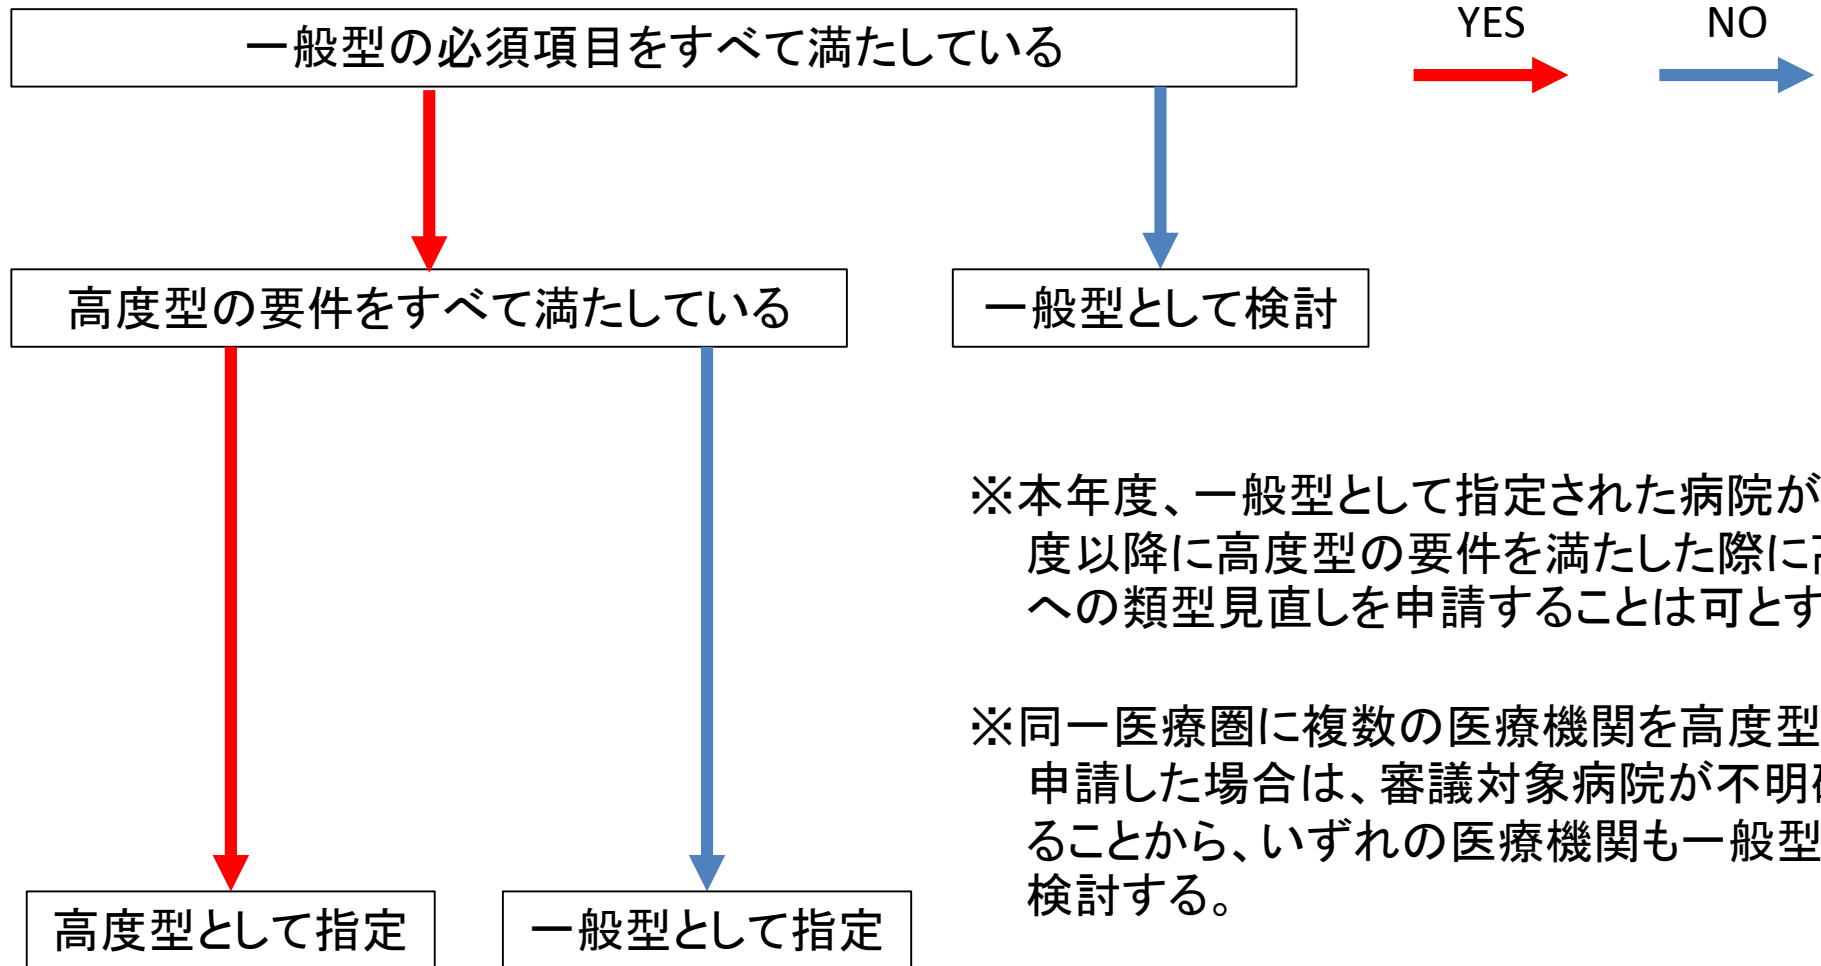 一般型の必須項目をすべて満たしている
YES
NO
高度型の要件をすべて満たしている
一般型として検討
※本年度、一般型として指定された病院が
度以降に高度型の要件を満たした際に
への類型見直しを申請することは可とす
※同一医療圏に複数の医療機関を高度型
申請した場合は、審議対象病院が不明
ることから、いずれの医療機関も一般型
検討する。
高度型として指定
一般型として指定